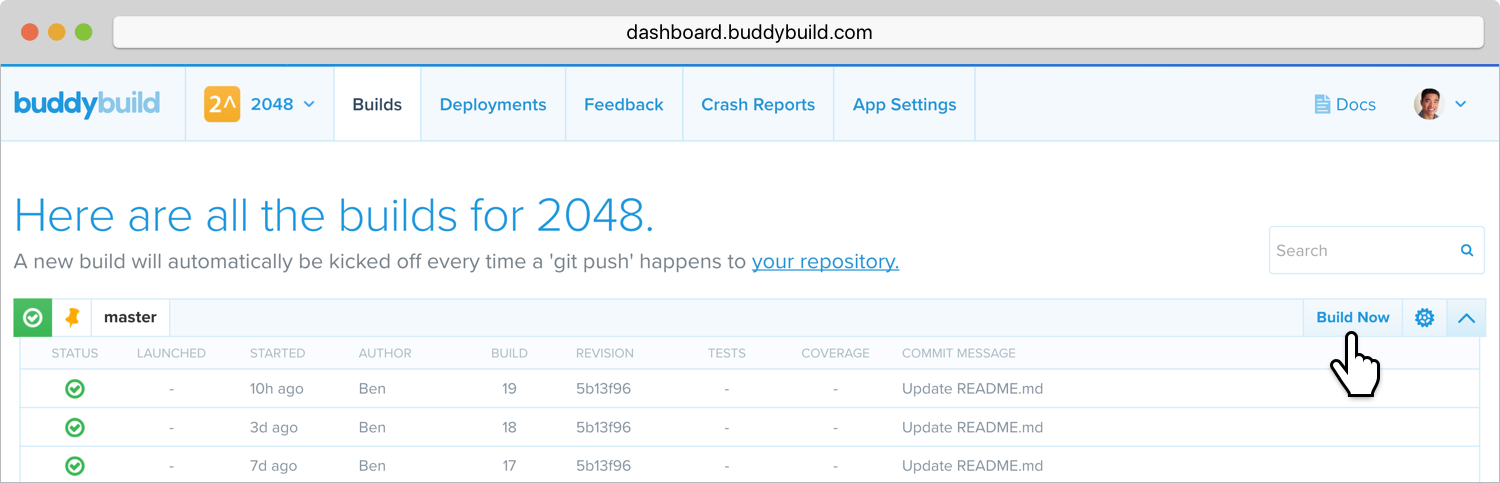 dashboard.buddybuild.com
buddybuild 2^ 2048 Builds Deployments Feedback Crash Reports App Settings Docs
Here are all the builds for 2048.
A new build will automatically be kicked off every time a 'git push' happens to your repository.
Search
master Build Now
STATUS LAUNCHED STARTED AUTHOR BUILD REVISION TESTS COVERAGE COMMIT MESSAGE
- 10h ago Ben 19 5b13f96 - - Update README.md
- 3d ago Ben 18 5b13f96 - - Update README.md
- 7d ago Ben 17 5b13f96 - - Update README.md